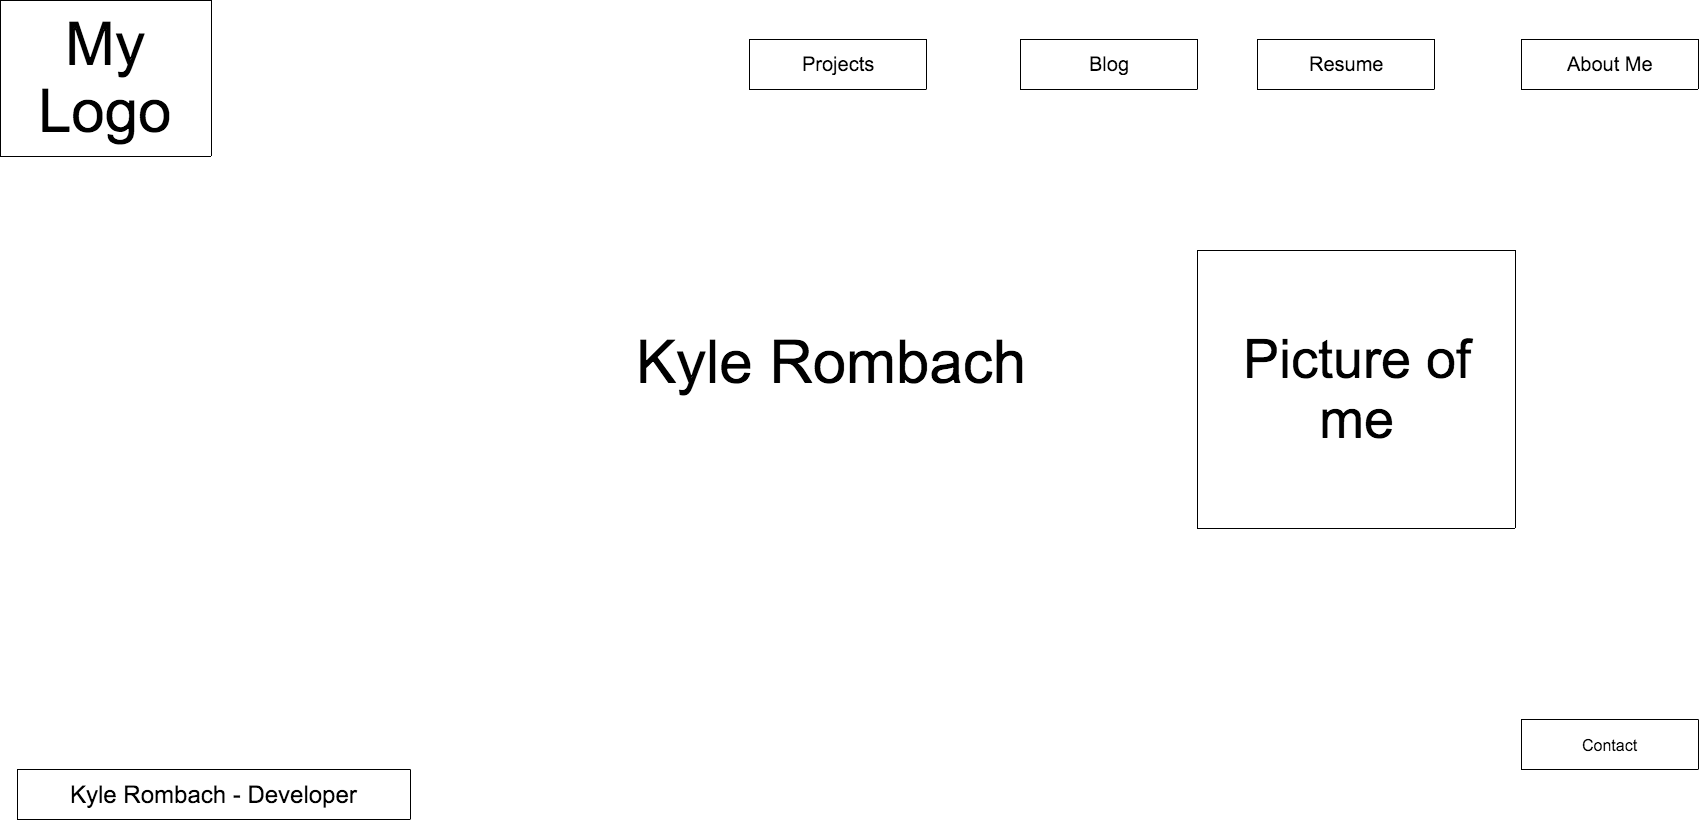 My
Logo
Projects
Blog
Resume
About Me
Kyle Rombach
Picture of
me
Contact
Kyle Rombach - Developer